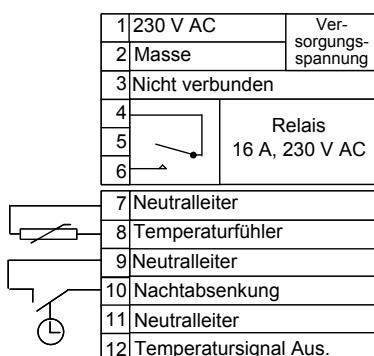 1 230 V AC
Ver-
sorgungs-
spannung
2 Masse
3 Nicht verbunden
4
5
6
Relais
16 A, 230 V AC
7 Neutralleiter
8 Temperaturfühler
9 Neutralleiter
10 Nachtabsenkung
11 Neutralleiter
12 Temperatursignal Aus.